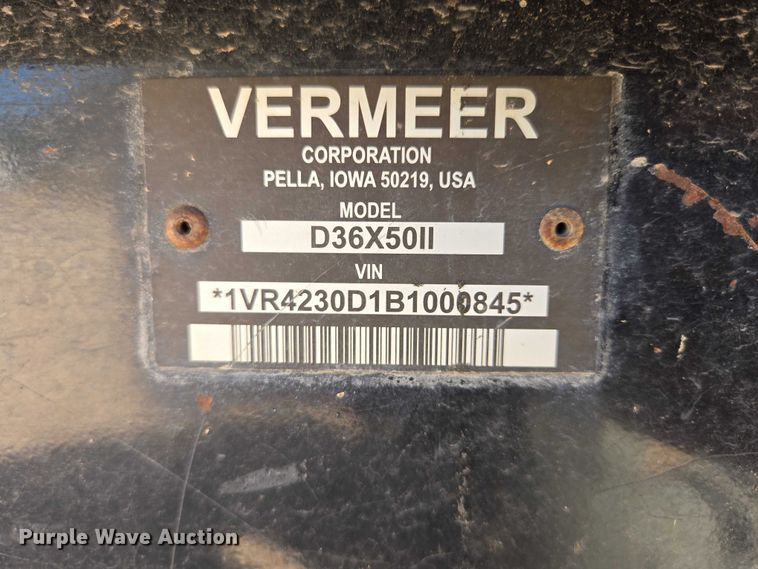 VERMEER
CORPORATION
PELLA, IOWA 50219, USA
MODEL
D36X50II
VIN
*1VR4230D1B1000845*
Purple Wave Auction